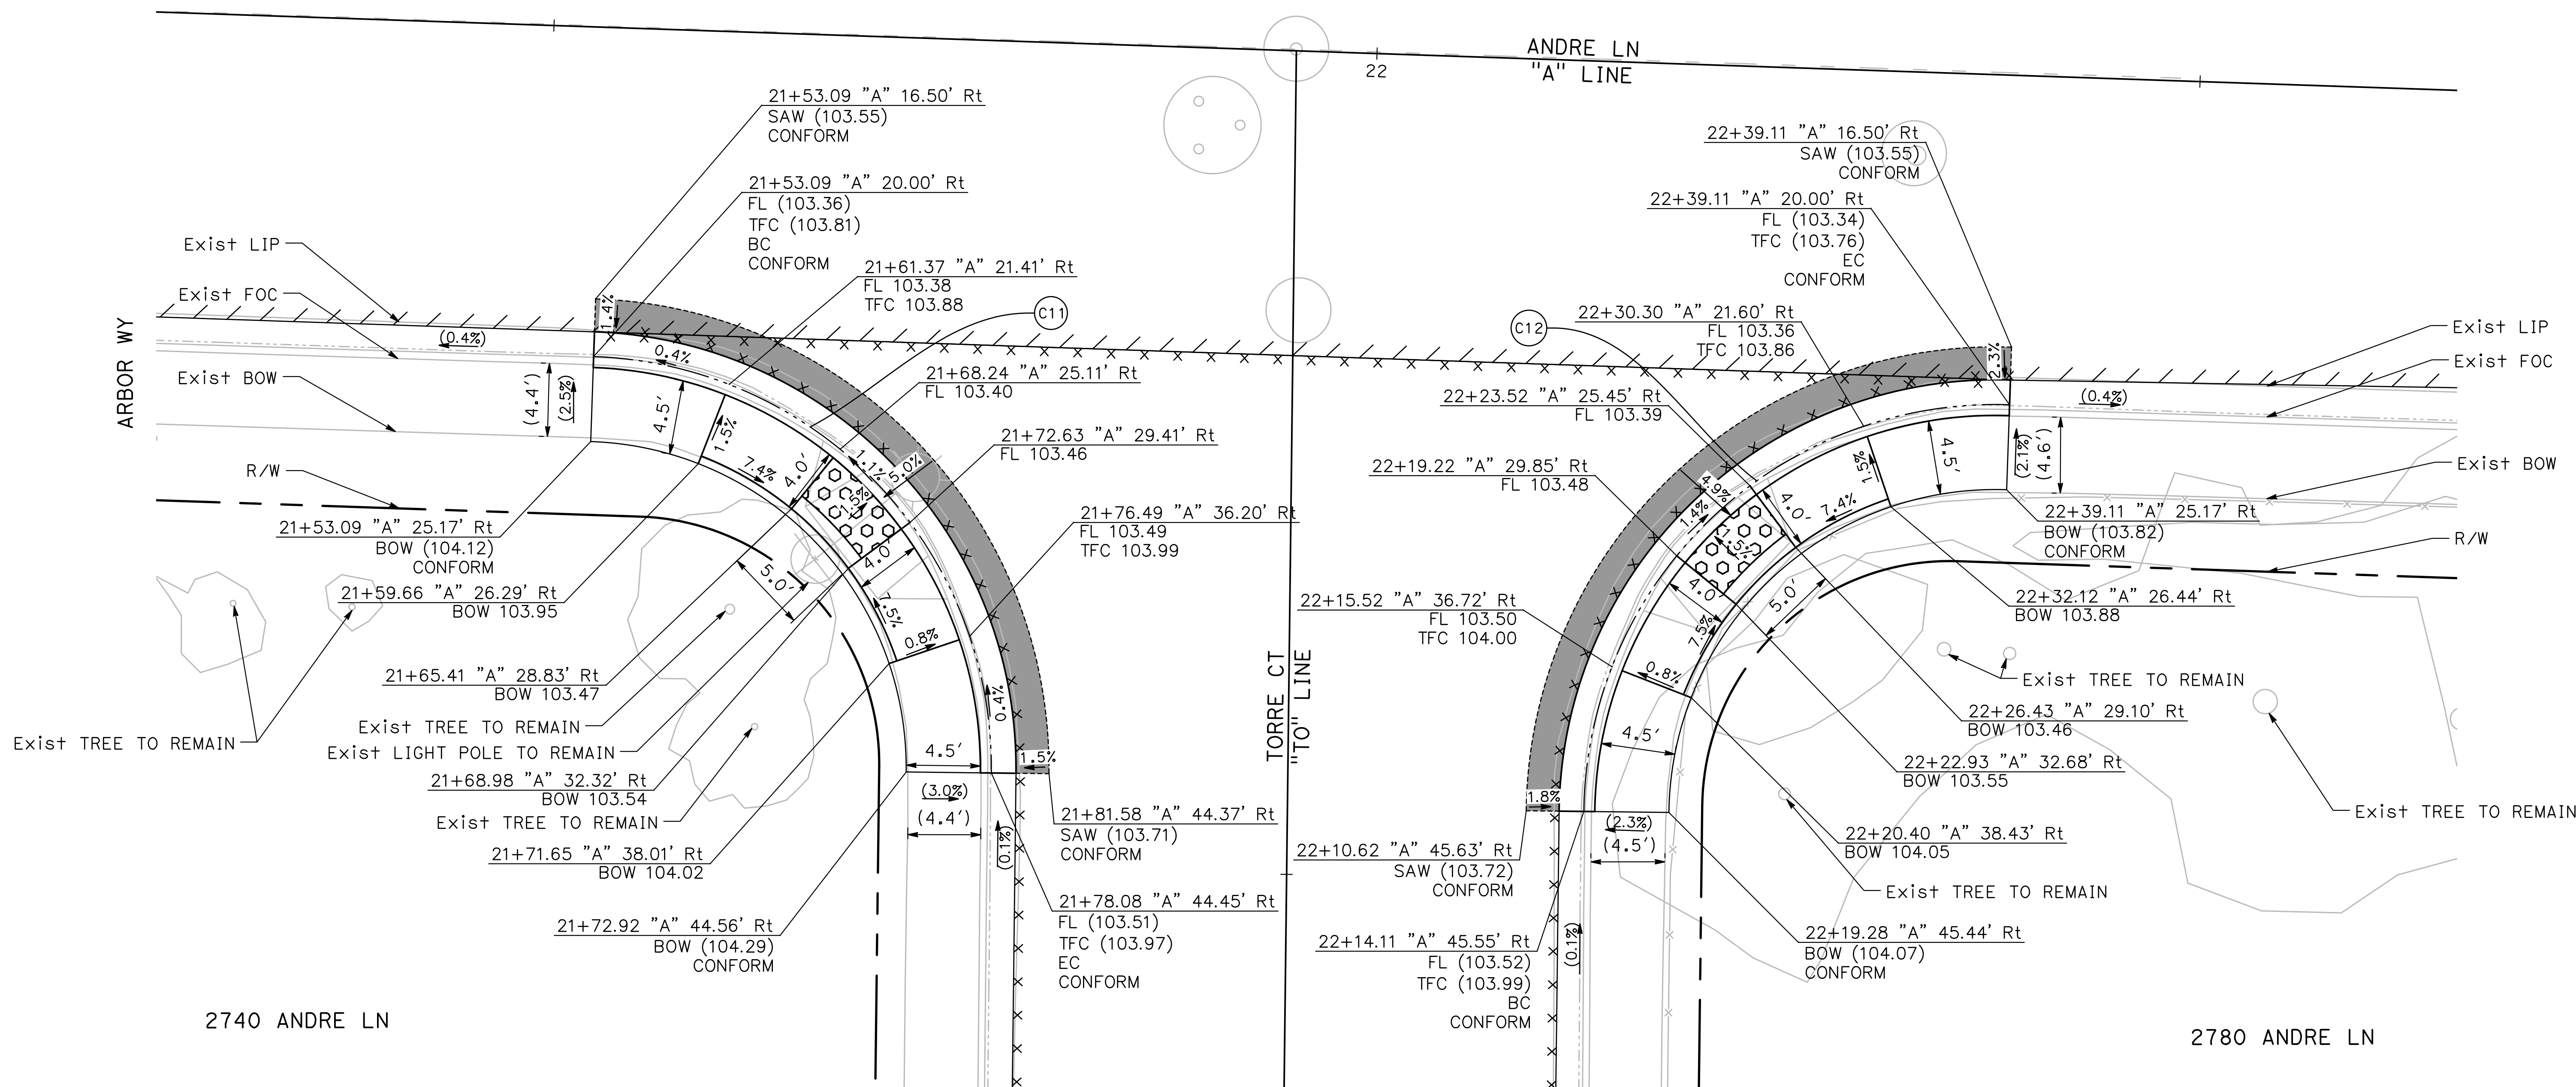 ANDRE LN
"A" LINE
22
21+53.09 "A" 16.50' Rt
SAW (103.55)
CONFORM
22+39.11 "A" 16.50' Rt
SAW (103.55)
CONFORM
21+53.09 "A" 20.00' Rt
FL (103.36)
TFC (103.81)
BC
CONFORM
22+39.11 "A" 20.00' Rt
FL (103.34)
TFC (103.76)
EC
CONFORM
Exist LIP
21+61.37 "A" 21.41' Rt
FL 103.38
TFC 103.88
Exist FOC
C11
22+30.30 "A" 21.60' Rt
FL 103.36
TFC 103.86
C12
Exist LIP
Exist FOC
ARBOR WY
(0.4%)
1.4%
0.4%
2.3%
(0.4%)
Exist BOW
(4.4')
(2.5%)
4.5'
1.5%
21+68.24 "A" 25.11' Rt
FL 103.40
22+23.52 "A" 25.45' Rt
FL 103.39
21+72.63 "A" 29.41' Rt
FL 103.46
22+19.22 "A" 29.85' Rt
FL 103.48
R/W
7.4%
4.0'
1.1%
5.0%
1.5%
4.9%
1.4%
1.5%
4.0'
7.4%
1.5%
4.5'
(2.1%)
(4.6')
Exist BOW
22+39.11 "A" 25.17' Rt
BOW (103.82)
CONFORM
R/W
21+53.09 "A" 25.17' Rt
BOW (104.12)
CONFORM
21+76.49 "A" 36.20' Rt
FL 103.49
TFC 103.99
21+59.66 "A" 26.29' Rt
BOW 103.95
5.0'
4.0'
7.5%
0.8%
22+15.52 "A" 36.72' Rt
FL 103.50
TFC 104.00
4.0'
5.0'
7.5%
0.8%
22+32.12 "A" 26.44' Rt
BOW 103.88
21+65.41 "A" 28.83' Rt
BOW 103.47
Exist TREE TO REMAIN
Exist TREE TO REMAIN
Exist LIGHT POLE TO REMAIN
21+68.98 "A" 32.32' Rt
BOW 103.54
Exist TREE TO REMAIN
21+71.65 "A" 38.01' Rt
BOW 104.02
0.4%
4.5'
1.5%
(3.0%)
(4.4')
(0.1%)
TORRE CT
"TO" LINE
4.5'
1.8%
(2.3%)
(4.5')
(0.1%)
Exist TREE TO REMAIN
22+26.43 "A" 29.10' Rt
BOW 103.46
22+22.93 "A" 32.68' Rt
BOW 103.55
Exist TREE TO REMAIN
22+20.40 "A" 38.43' Rt
BOW 104.05
Exist TREE TO REMAIN
21+81.58 "A" 44.37' Rt
SAW (103.71)
CONFORM
22+10.62 "A" 45.63' Rt
SAW (103.72)
CONFORM
21+72.92 "A" 44.56' Rt
BOW (104.29)
CONFORM
21+78.08 "A" 44.45' Rt
FL (103.51)
TFC (103.97)
EC
CONFORM
22+14.11 "A" 45.55' Rt
FL (103.52)
TFC (103.99)
BC
CONFORM
22+19.28 "A" 45.44' Rt
BOW (104.07)
CONFORM
2740 ANDRE LN
2780 ANDRE LN